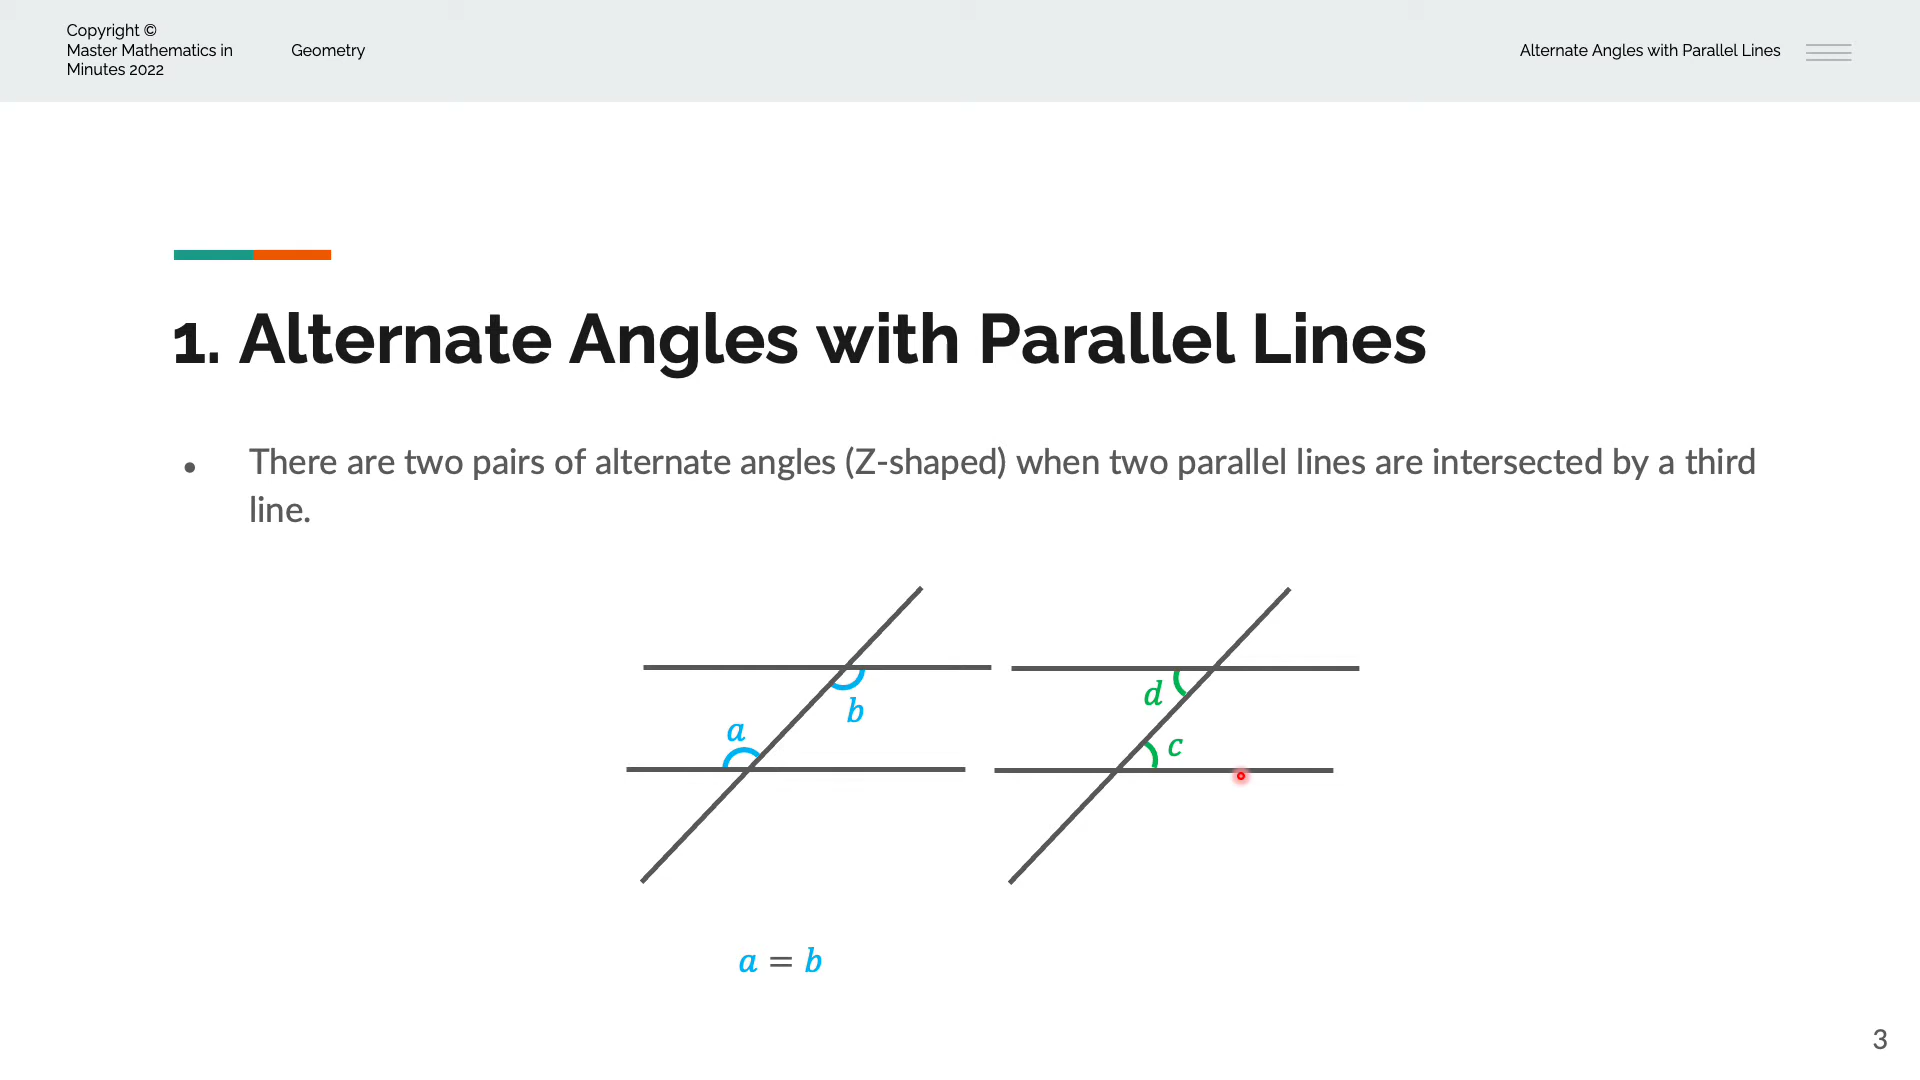 Copyright ©
Master Mathematics in
Minutes 2022
Geometry
Alternate Angles with Parallel Lines
1. Alternate Angles with Parallel Lines
• There are two pairs of alternate angles (Z-shaped) when two parallel lines are intersected by a third
line.
d
b
a
c
a = b
3